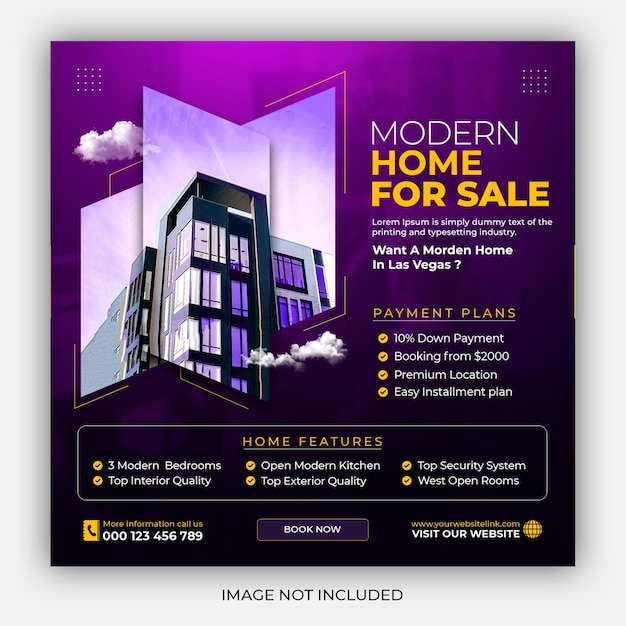 MODERN
HOME
FOR SALE
Lorem Ipsum is simply dummy text of the
printing and typesetting industry.
Want A Morden Home
In Las Vegas ?
PAYMENT PLANS
10% Down Payment
Booking from $2000
Premium Location
Easy Installment plan
HOME FEATURES
3 Modern Bedrooms
Open Modern Kitchen
Top Security System
Top Interior Quality
Top Exterior Quality
West Open Rooms
More information call us
000 123 456 789
BOOK NOW
www.yourwebsitelink.com
VISIT OUR WEBSITE
IMAGE NOT INCLUDED